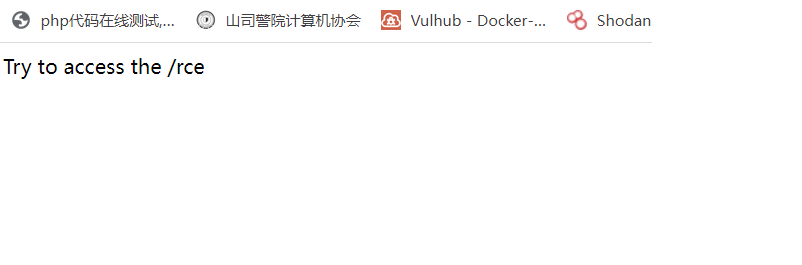 php代码在线测试,... 山司警院计算机协会 Vulhub - Docker-... Shodan
Try to access the /rce